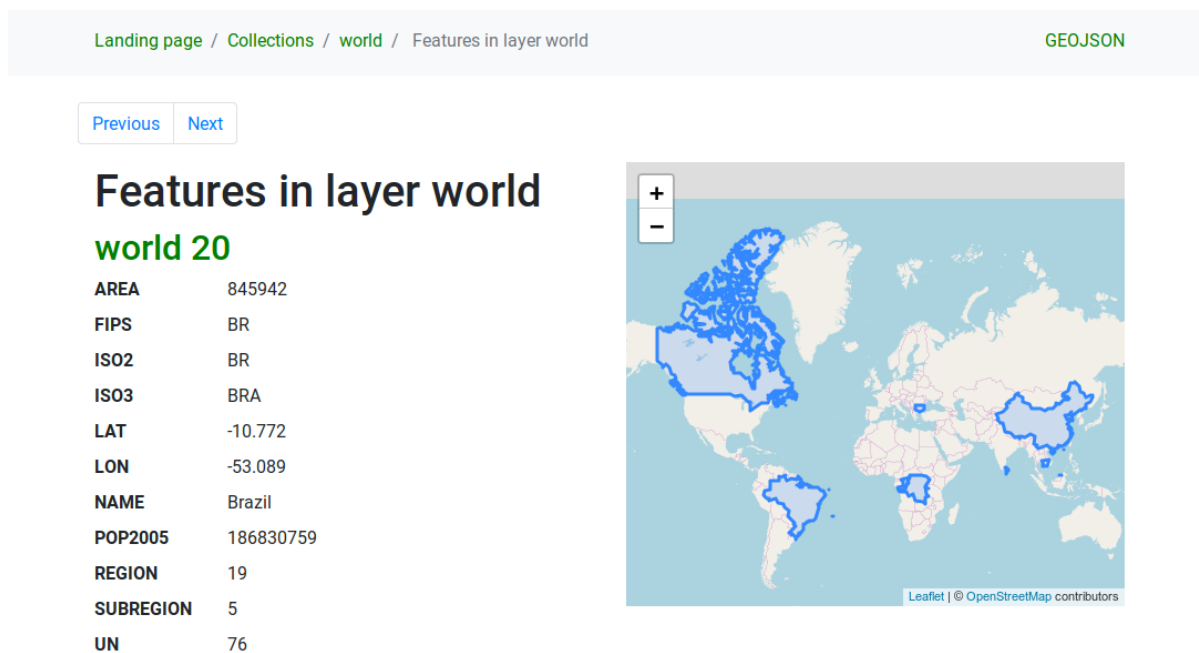 Landing page / Collections / world / Features in layer world
GEOJSON
Previous Next
Features in layer world
world 20
AREA 845942
FIPS BR
ISO2 BR
ISO3 BRA
LAT -10.772
LON -53.089
NAME Brazil
POP2005 186830759
REGION 19
SUBREGION 5
UN 76
+
−
Leaflet | © OpenStreetMap contributors